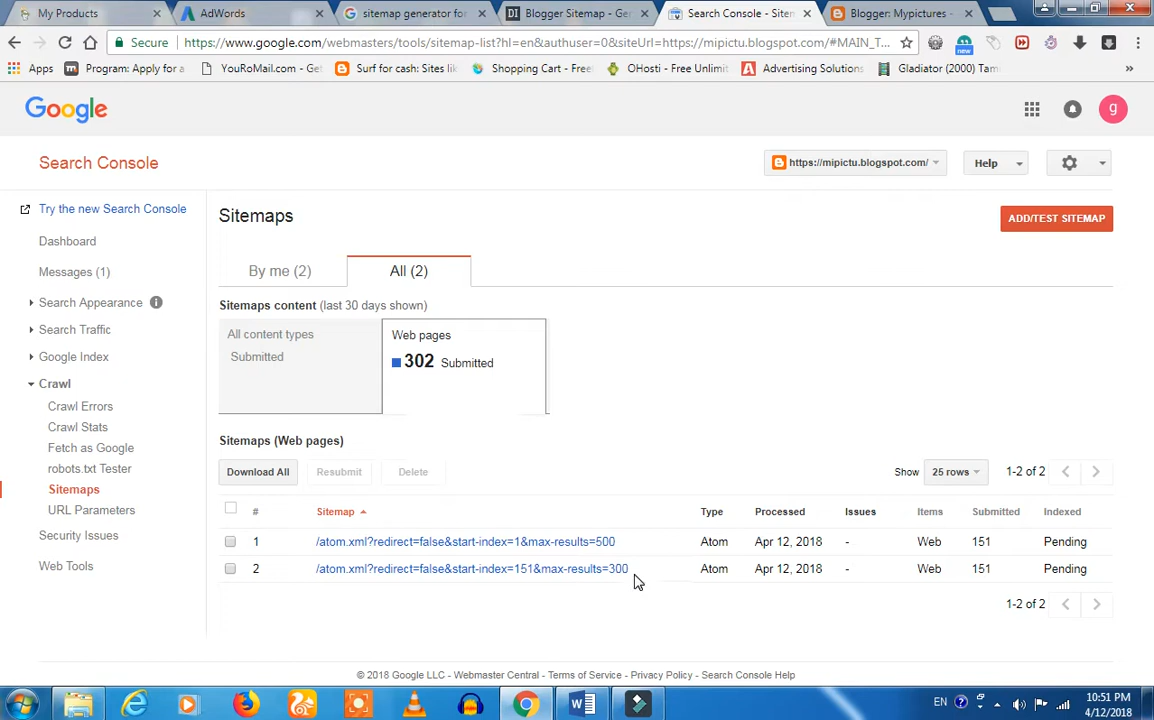 My Products
AdWords
sitemap generator for
Blogger Sitemap - Gen
Search Console - Sitem
Blogger: Mypictures -
Secure
https://www.google.com/webmasters/tools/sitemap-list?hl=en&authuser=0&siteUrl=https://mipictu.blogspot.com/#MAIN_T...
Apps
Program: Apply for a
YouRoMail.com - Get
Surf for cash: Sites lik
Shopping Cart - Free
OHosti - Free Unlimit
Advertising Solutions
Gladiator (2000) Tam
»
Google
g
Search Console
https://mipictu.blogspot.com/
Help
Try the new Search Console
Dashboard
Messages (1)
Search Appearance
Search Traffic
Google Index
Crawl
Crawl Errors
Crawl Stats
Fetch as Google
robots.txt Tester
Sitemaps
URL Parameters
Security Issues
Web Tools
Sitemaps
ADD/TEST SITEMAP
By me (2)
All (2)
Sitemaps content (last 30 days shown)
All content types
Submitted
Web pages
302 Submitted
Sitemaps (Web pages)
Download All
Resubmit
Delete
Show 25 rows 1-2 of 2
# Sitemap Type Processed Issues Items Submitted Indexed
1 /atom.xml?redirect=false&start-index=1&max-results=500 Atom Apr 12, 2018 - Web 151 Pending
2 /atom.xml?redirect=false&start-index=151&max-results=300 Atom Apr 12, 2018 - Web 151 Pending
1-2 of 2
© 2018 Google LLC - Webmaster Central - Terms of Service - Privacy Policy - Search Console Help
EN
10:51 PM
4/12/2018